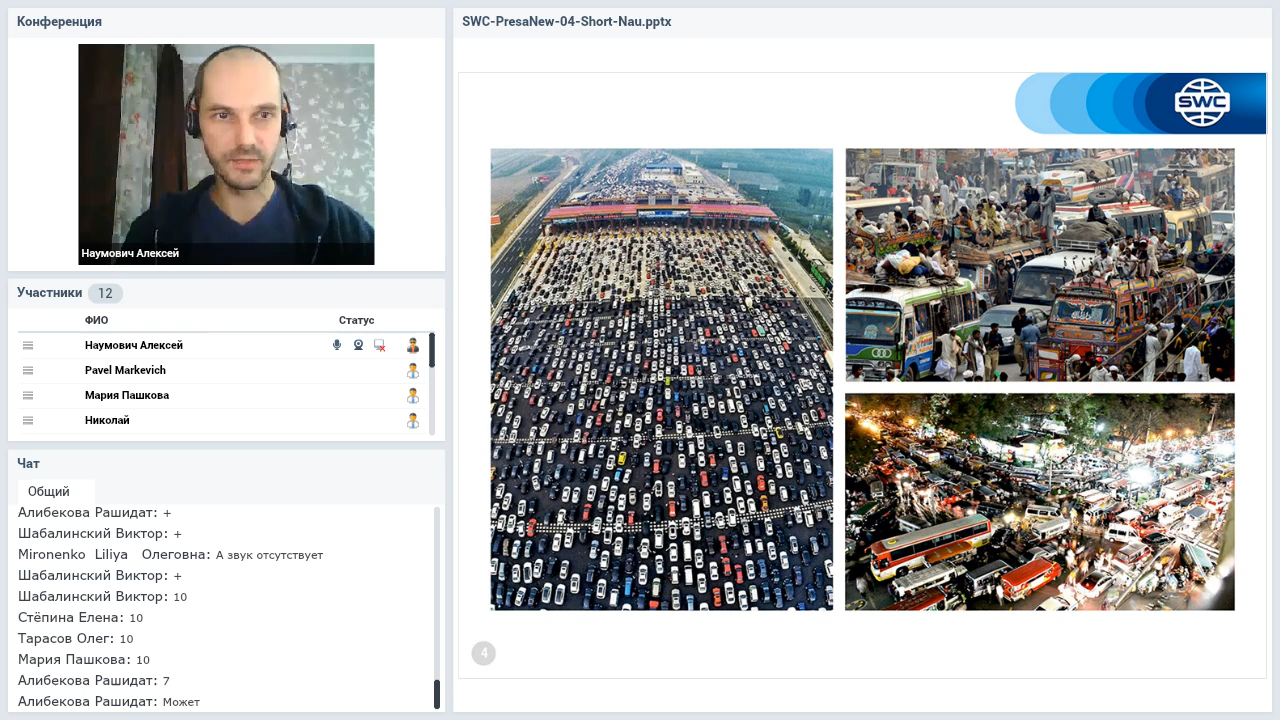 Конференция
Наумович Алексей
Участники 12
ФИО Статус
Наумович Алексей
Pavel Markevich
Мария Пашкова
Николай
Чат
Общий
Алибекова Рашидат: +
Шабалинский Виктор: +
Mironenko Liliya Олеговна: А звук отсутствует
Шабалинский Виктор: +
Шабалинский Виктор: 10
Стёпина Елена: 10
Тарасов Олег: 10
Мария Пашкова: 10
Алибекова Рашидат: 7
Алибекова Рашидат: Может
SWC-PresaNew-04-Short-Nau.pptx
SWC
4